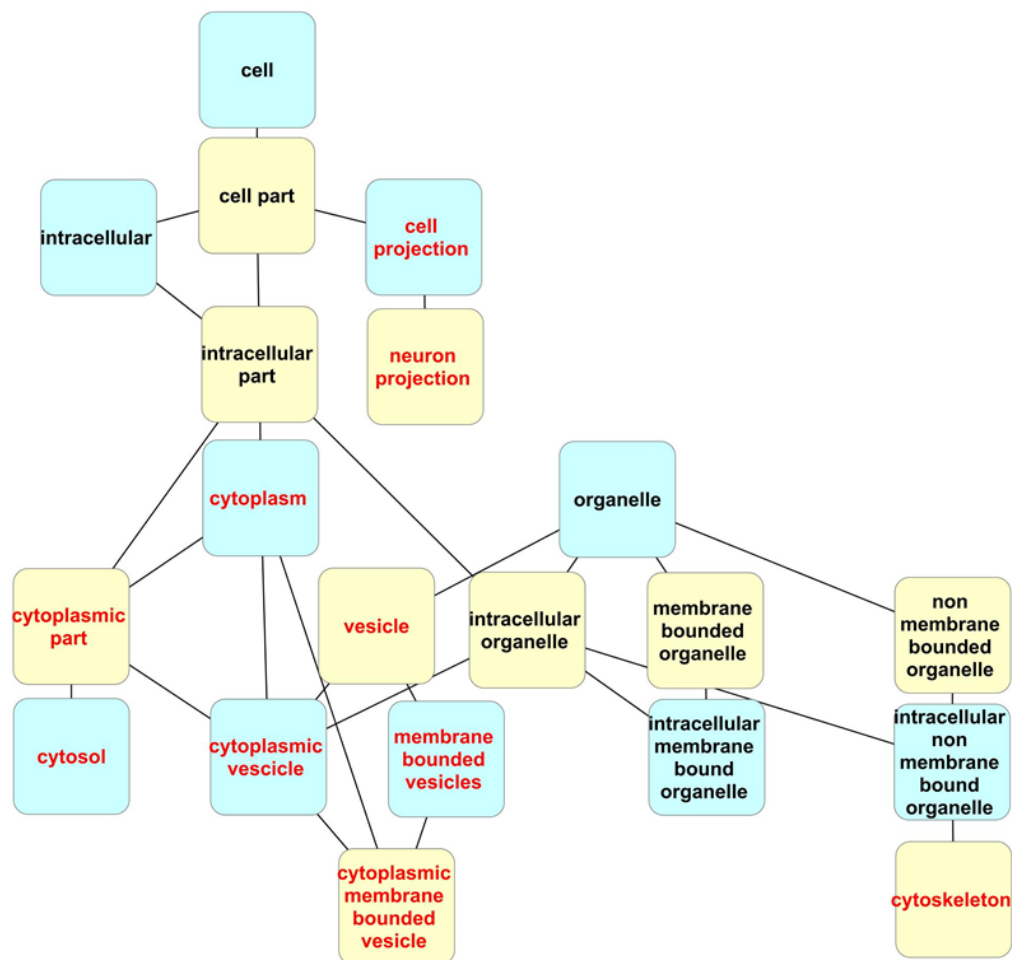 cell
cell part
intracellular
cell
projection
intracellular
part
neuron
projection
cytoplasm
organelle
cytoplasmic
part
vesicle
intracellular
organelle
membrane
bounded
organelle
non
membrane
bounded
organelle
cytosol
cytoplasmic
vescicle
membrane
bounded
vesicles
intracellular
membrane
bound
organelle
intracellular
non
membrane
bound
organelle
cytoplasmic
membrane
bounded
vesicle
cytoskeleton